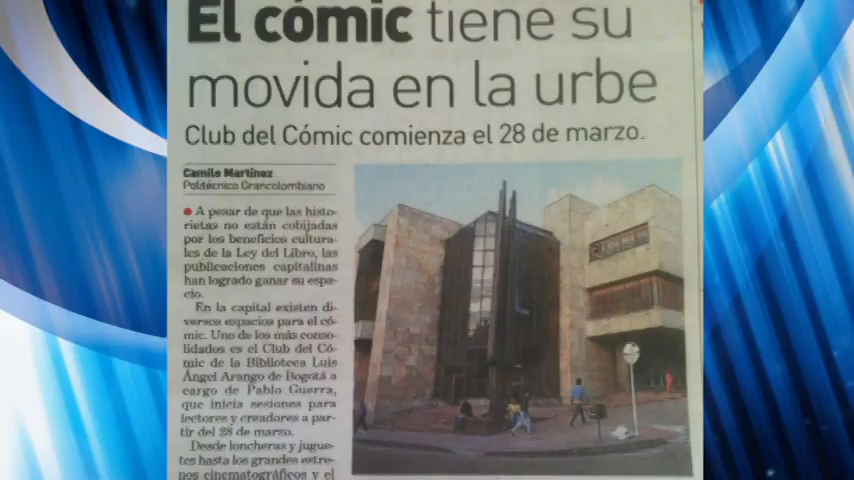 El cómic tiene su
movida en la urbe
Club del Cómic comienza el 28 de marzo.
Camilo Martínez
Politécnico Grancolombiano
A pesar de que las histo-
rietas no están cobijadas
por los beneficios cultura-
les de la Ley del Libro, las
publicaciones capitalinas
han logrado ganar su espa-
cio.
En la capital existen di-
versos espacios para el có-
mic. Uno de los más conso-
lidados es el Club del Có-
mic de la Biblioteca Luis
Ángel Arango de Bogotá a
cargo de Pablo Guerra,
que inicia sesiones para
lectores y creadores a par-
tir del 28 de marzo.
Desde loncheras y jugue-
tes hasta los grandes estre-
nos cinematográficos y el